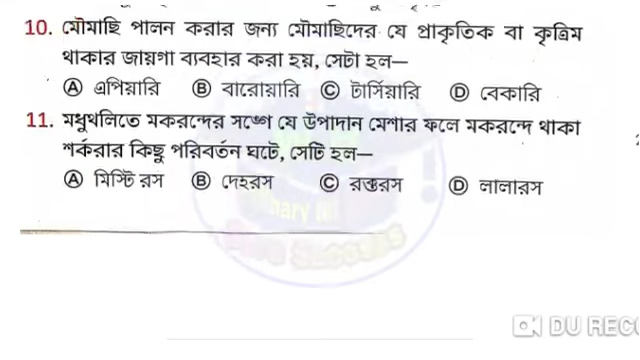 10. মৌমাছি পালন করার জন্য মৌমাছিদের যে প্রাকৃতিক বা কৃত্রিম
থাকার জায়গা ব্যবহার করা হয়, সেটা হল—
Ⓐ এপিয়ারি Ⓑ বারোয়ারি Ⓒ টার্সিয়ারি Ⓓ বেকারি
11. মধুথলিতে মকরন্দের সঙ্গে যে উপাদান মেশার ফলে মকরন্দে থাকা
শর্করার কিছু পরিবর্তন ঘটে, সেটি হল—
Ⓐ মিস্টি রস Ⓑ দেহরস Ⓒ রক্তরস Ⓓ লালারস
DU REC